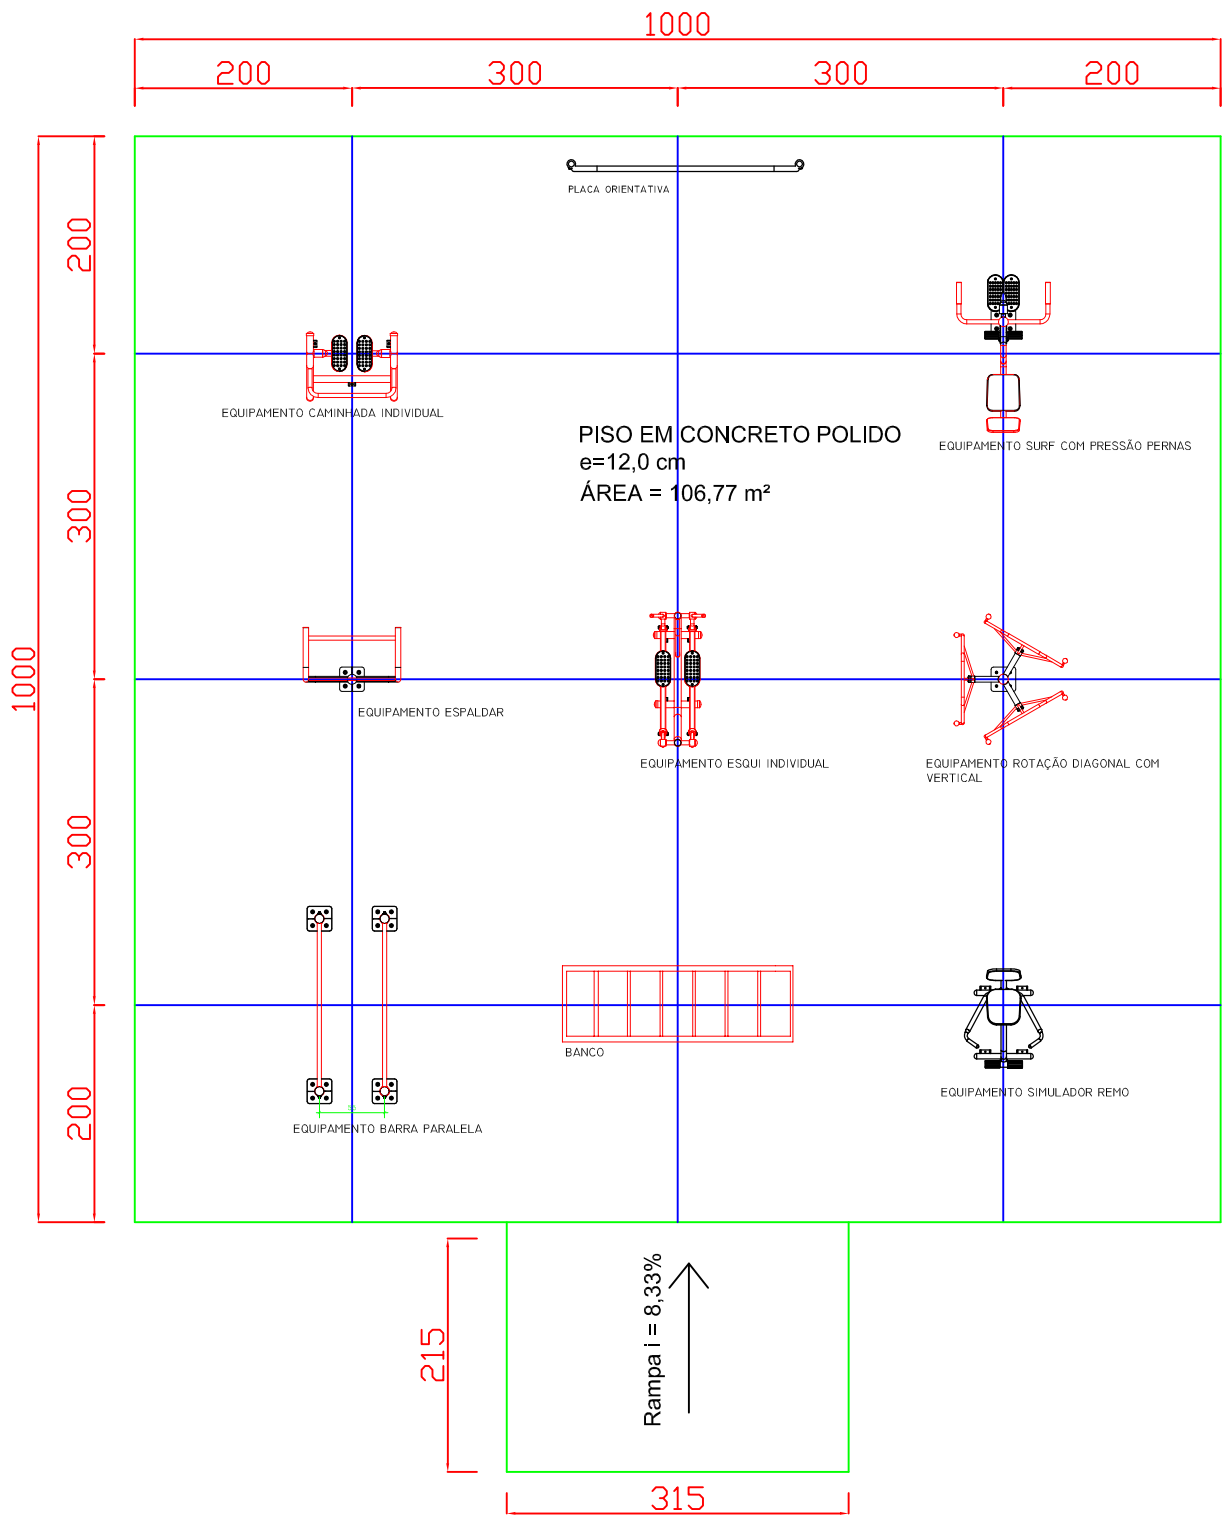 1000
200
300
300
200
PLACA ORIENTATIVA
200
EQUIPAMENTO CAMINHADA INDIVIDUAL
PISO EM CONCRETO POLIDO
e=12,0 cm
ÁREA = 106,77 m²
EQUIPAMENTO SURF COM PRESSÃO PERNAS
300
1000
EQUIPAMENTO ESPALDAR
EQUIPAMENTO ESQUI INDIVIDUAL
EQUIPAMENTO ROTAÇÃO DIAGONAL COM
VERTICAL
300
BANCO
EQUIPAMENTO SIMULADOR REMO
200
EQUIPAMENTO BARRA PARALELA
Rampa i = 8,33%
215
315